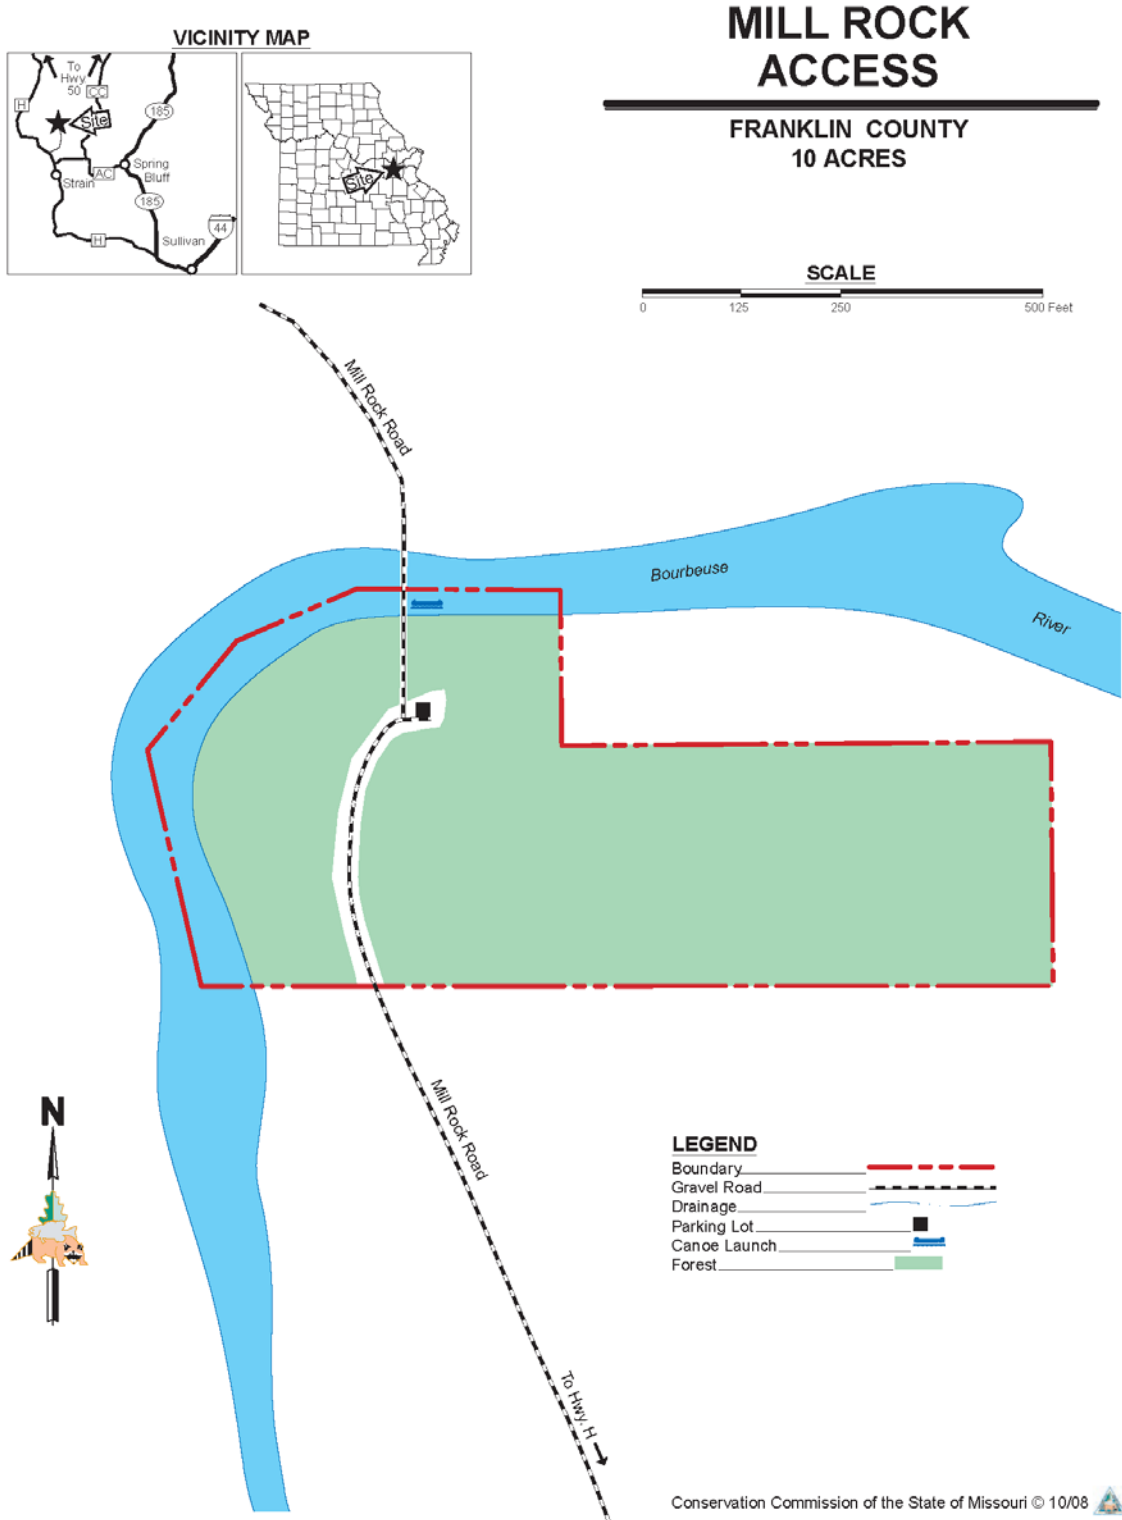 MILL ROCK
ACCESS
FRANKLIN COUNTY
10 ACRES
VICINITY MAP
To
Hwy
50
CC
H
185
Site
Spring
Bluff
AC
Strain
185
44
H
Sullivan
Site
SCALE
0 125 250 500 Feet
Mill Rock Road
Bourbeuse
River
Mill Rock Road
N
To Hwy. H
LEGEND
Boundary
Gravel Road
Drainage
Parking Lot
Canoe Launch
Forest
Conservation Commission of the State of Missouri © 10/08